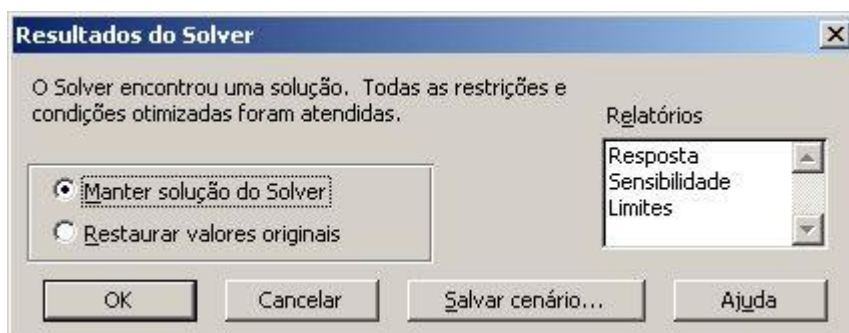 Resultados do Solver
O Solver encontrou uma solução. Todas as restrições e
condições otimizadas foram atendidas.
Relatórios
Resposta
Sensibilidade
Limites
Manter solução do Solver
Restaurar valores originais
OK
Cancelar
Salvar cenário...
Ajuda